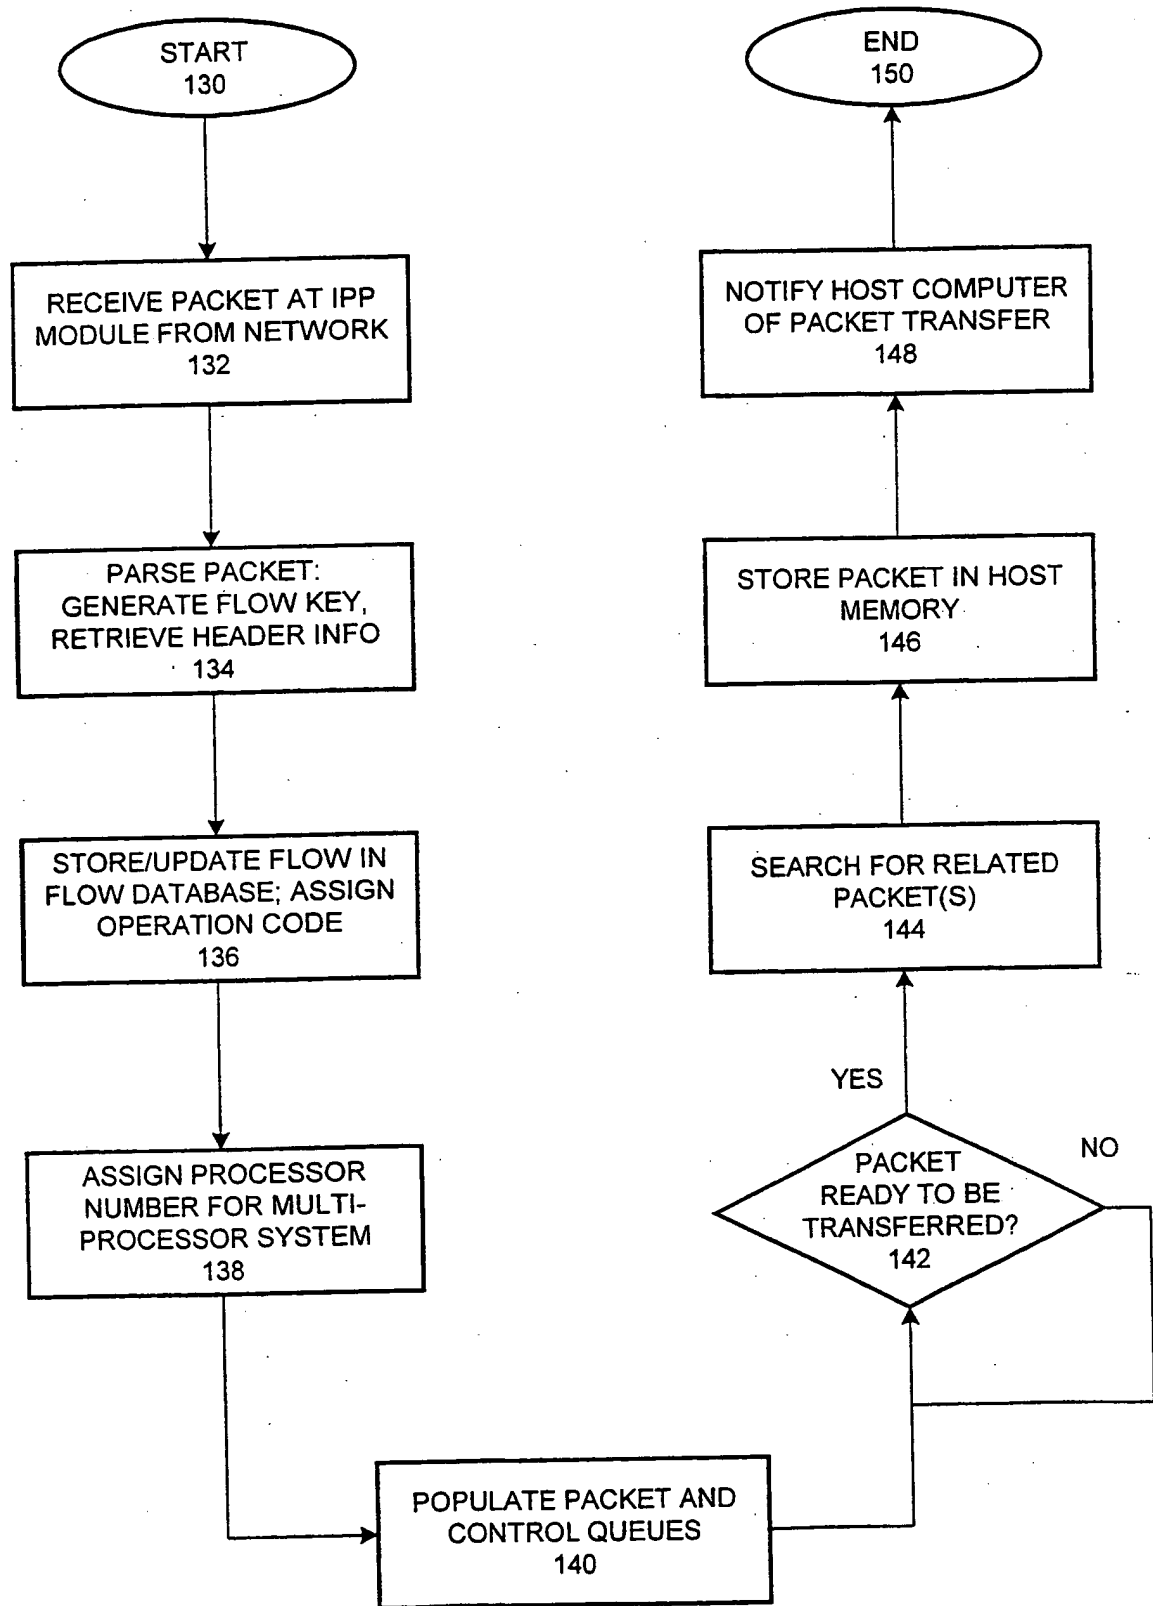 START
130
RECEIVE PACKET AT IPP
MODULE FROM NETWORK
132
PARSE PACKET:
GENERATE FLOW KEY,
RETRIEVE HEADER INFO
134
STORE/UPDATE FLOW IN
FLOW DATABASE; ASSIGN
OPERATION CODE
136
ASSIGN PROCESSOR
NUMBER FOR MULTI-
PROCESSOR SYSTEM
138
POPULATE PACKET AND
CONTROL QUEUES
140
PACKET
READY TO BE
TRANSFERRED?
142
NO
YES
SEARCH FOR RELATED
PACKET(S)
144
STORE PACKET IN HOST
MEMORY
146
NOTIFY HOST COMPUTER
OF PACKET TRANSFER
148
END
150